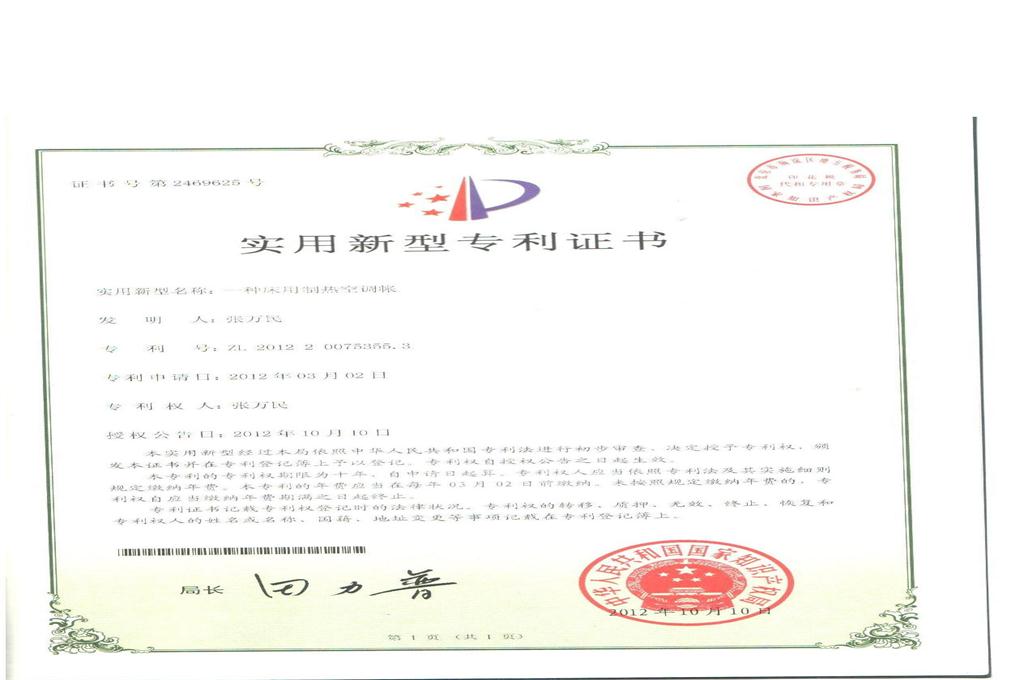 证书号第2469625号
印花税
代扣专用章
实用新型专利证书
实用新型名称：一种床用制热空调帐
发明人：张万民
专利号：ZL 2012 2 0075355.3
专利申请日：2012年03月02日
专利权人：张万民
授权公告日：2012年10月10日
本实用新型经过本局依照中华人民共和国专利法进行初步审查，决定授予专利权，颁
发本证书并在专利登记簿上予以登记。专利权自授权公告之日起生效。
本专利的专利权期限为十年，自申请日起算。专利权人应当依照专利法及其实施细则
规定缴纳年费。本专利的年费应当在每年03月02日前缴纳。未按照规定缴纳年费的，专
利权自应当缴纳年费期满之日起终止。
专利证书记载专利权登记时的法律状况。专利权的转移、质押、无效、终止、恢复和
专利权人的姓名或名称、国籍、地址变更等事项记载在专利登记簿上。
局长 田力普
中华人民共和国国家知识产权局
2012年10月10日
第1页（共1页）